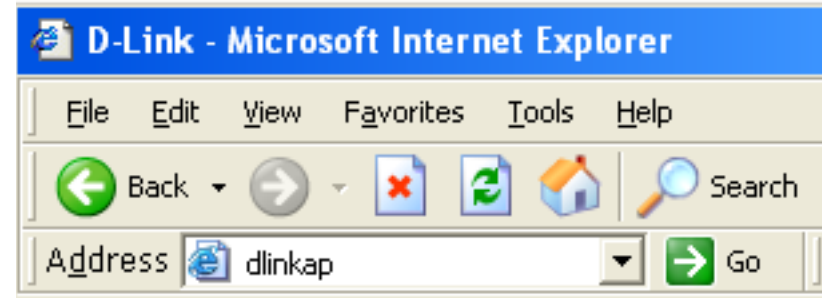 D-Link - Microsoft Internet Explorer
File Edit View Favorites Tools Help
Back Search
Address dlinkap Go